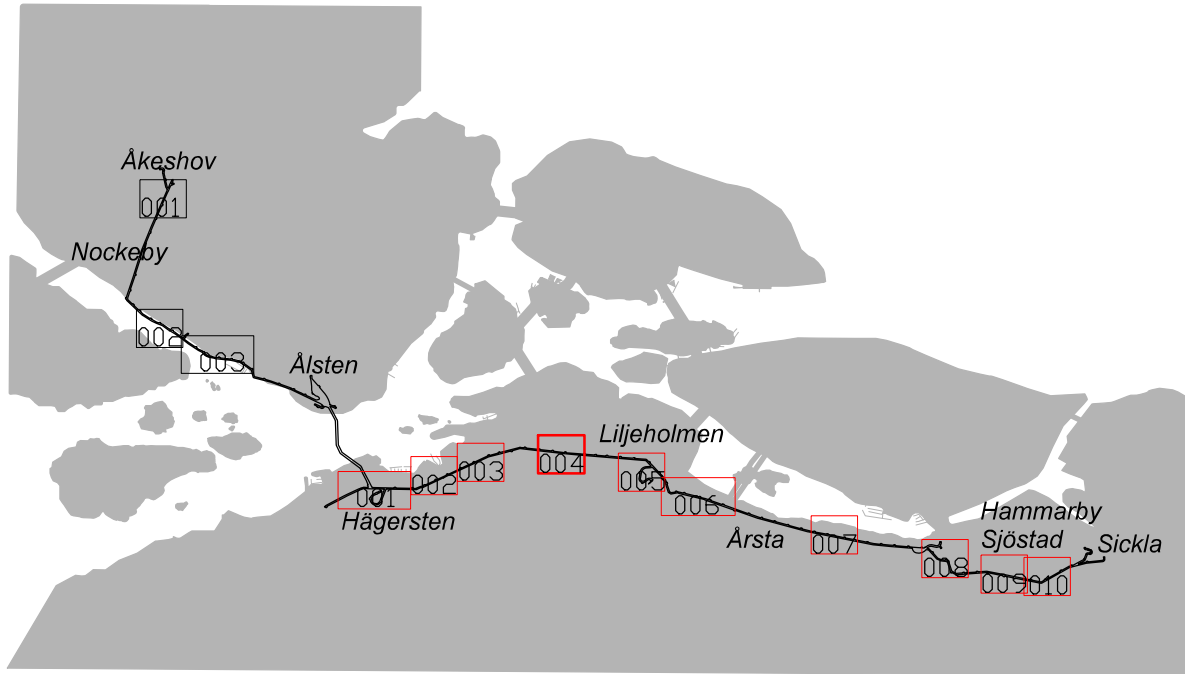 Åkeshov
001
Nockeby
002
003
Ålsten
001
Hägersten
002
003
004
Liljeholmen
005
006
Årsta
007
008
Hammarby
Sjöstad
009
010
Sickla